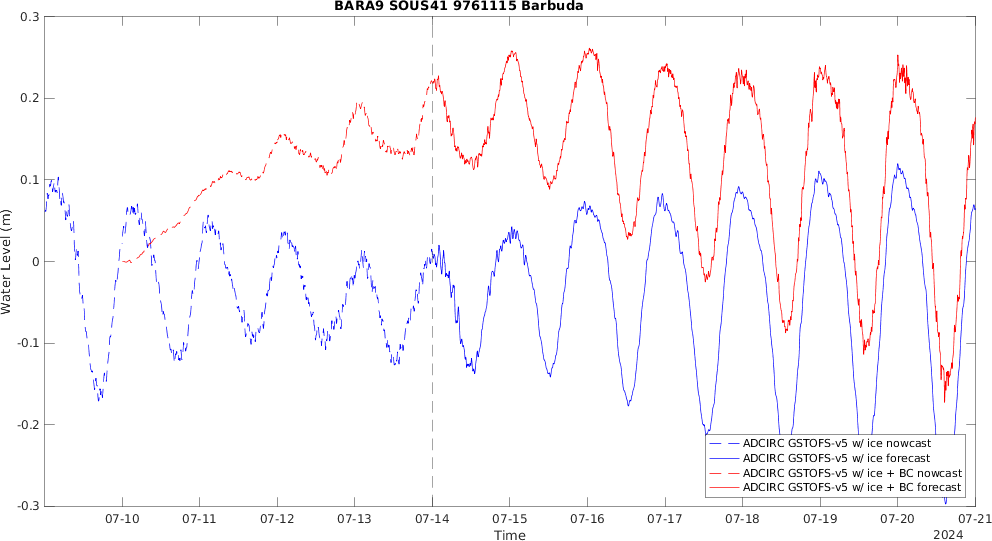 BARA9 SOUS41 9761115 Barbuda
0.3
0.2
0.1
0
-0.1
-0.2
-0.3
Water Level (m)
ADCIRC GSTOFS-v5 w/ ice nowcast
ADCIRC GSTOFS-v5 w/ ice forecast
ADCIRC GSTOFS-v5 w/ ice + BC nowcast
ADCIRC GSTOFS-v5 w/ ice + BC forecast
07-10 07-11 07-12 07-13 07-14 07-15 07-16 07-17 07-18 07-19 07-20 07-21
Time
2024